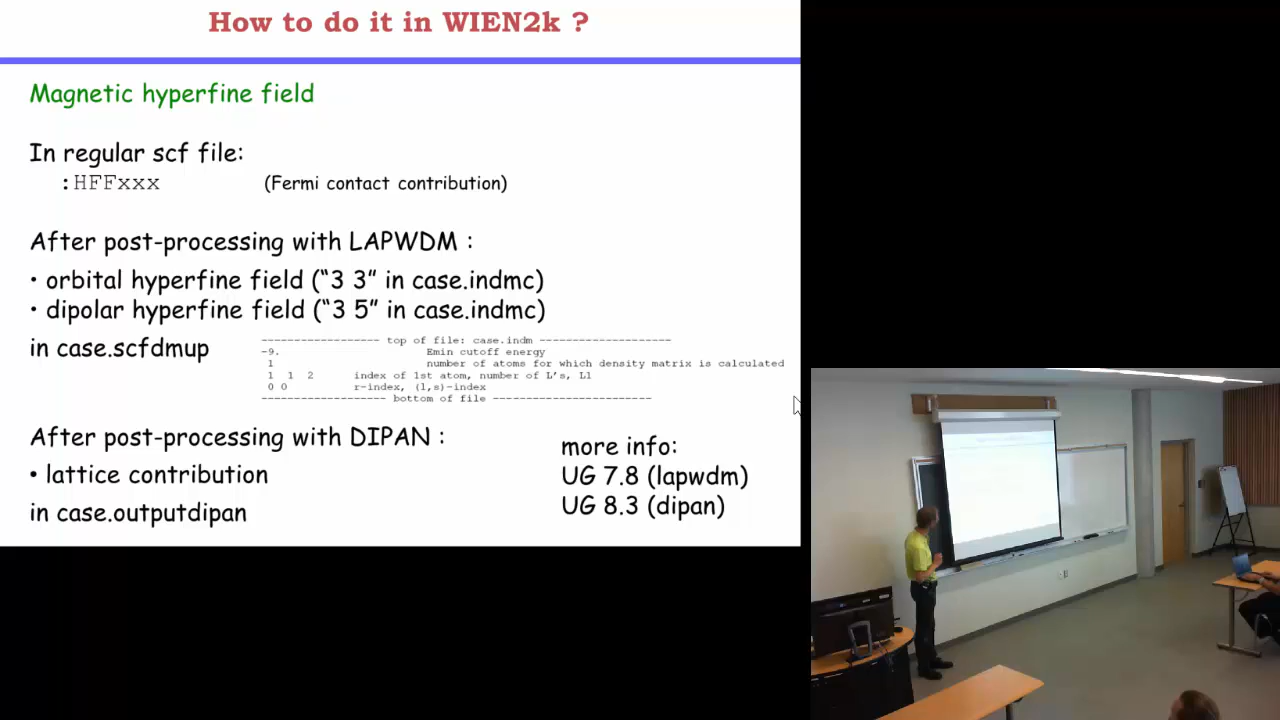 How to do it in WIEN2k ?
Magnetic hyperfine field
In regular scf file:
:HFFxxx (Fermi contact contribution)
After post-processing with LAPWDM :
• orbital hyperfine field ("3 3" in case.indmc)
• dipolar hyperfine field ("3 5" in case.indmc)
in case.scfdmup
------------------ top of file: case.indm --------------------
-9. Emin cutoff energy
1 number of atoms for which density matrix is calculated
1 1 2 index of 1st atom, number of L's, L1
0 0 r-index, (l,s)-index
------------------- bottom of file ------------------------
After post-processing with DIPAN :
• lattice contribution
in case.outputdipan
more info:
UG 7.8 (lapwdm)
UG 8.3 (dipan)